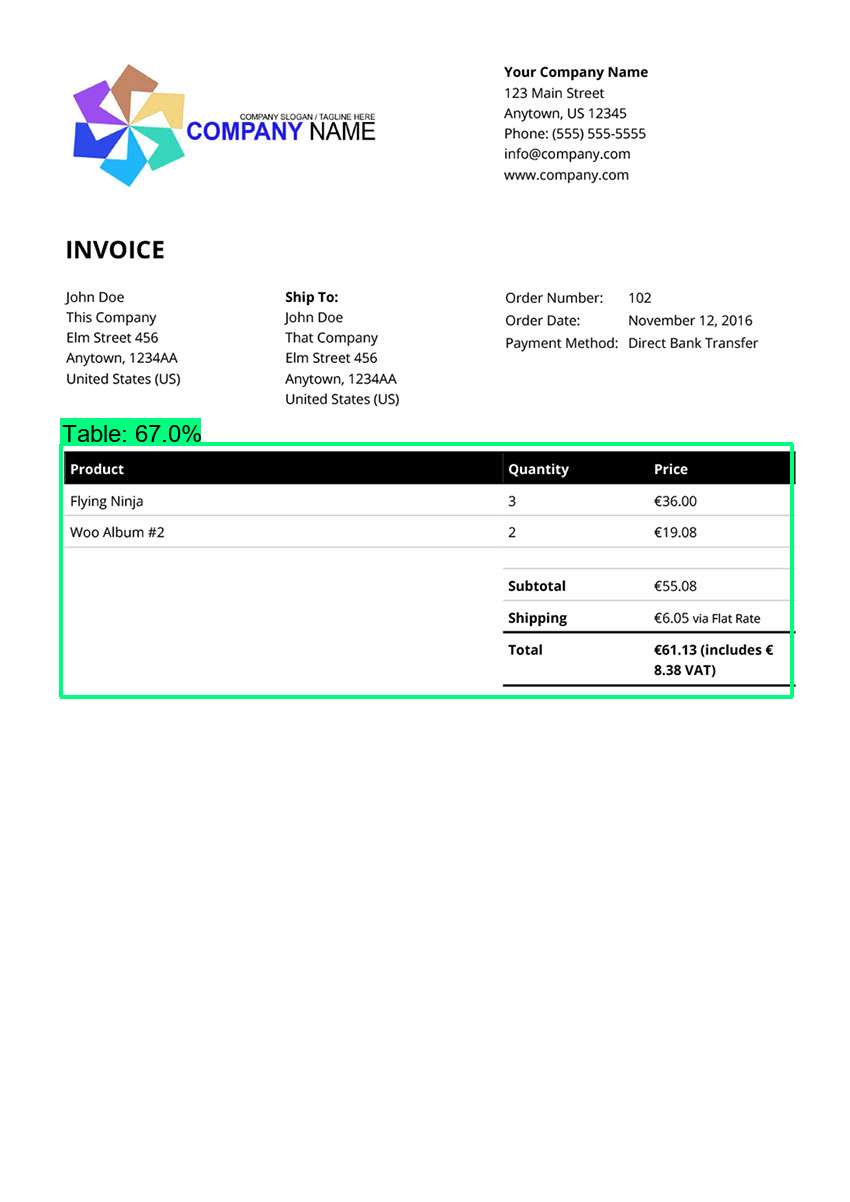 COMPANY SLOGAN / TAGLINE HERE
COMPANY NAME
Your Company Name
123 Main Street
Anytown, US 12345
Phone: (555) 555-5555
info@company.com
www.company.com
INVOICE
John Doe
This Company
Elm Street 456
Anytown, 1234AA
United States (US)
Ship To:
John Doe
That Company
Elm Street 456
Anytown, 1234AA
United States (US)
Order Number: 102
Order Date: November 12, 2016
Payment Method: Direct Bank Transfer
Table: 67.0%
Product Quantity Price
Flying Ninja 3 €36.00
Woo Album #2 2 €19.08
Subtotal €55.08
Shipping €6.05 via Flat Rate
Total €61.13 (includes €
8.38 VAT)